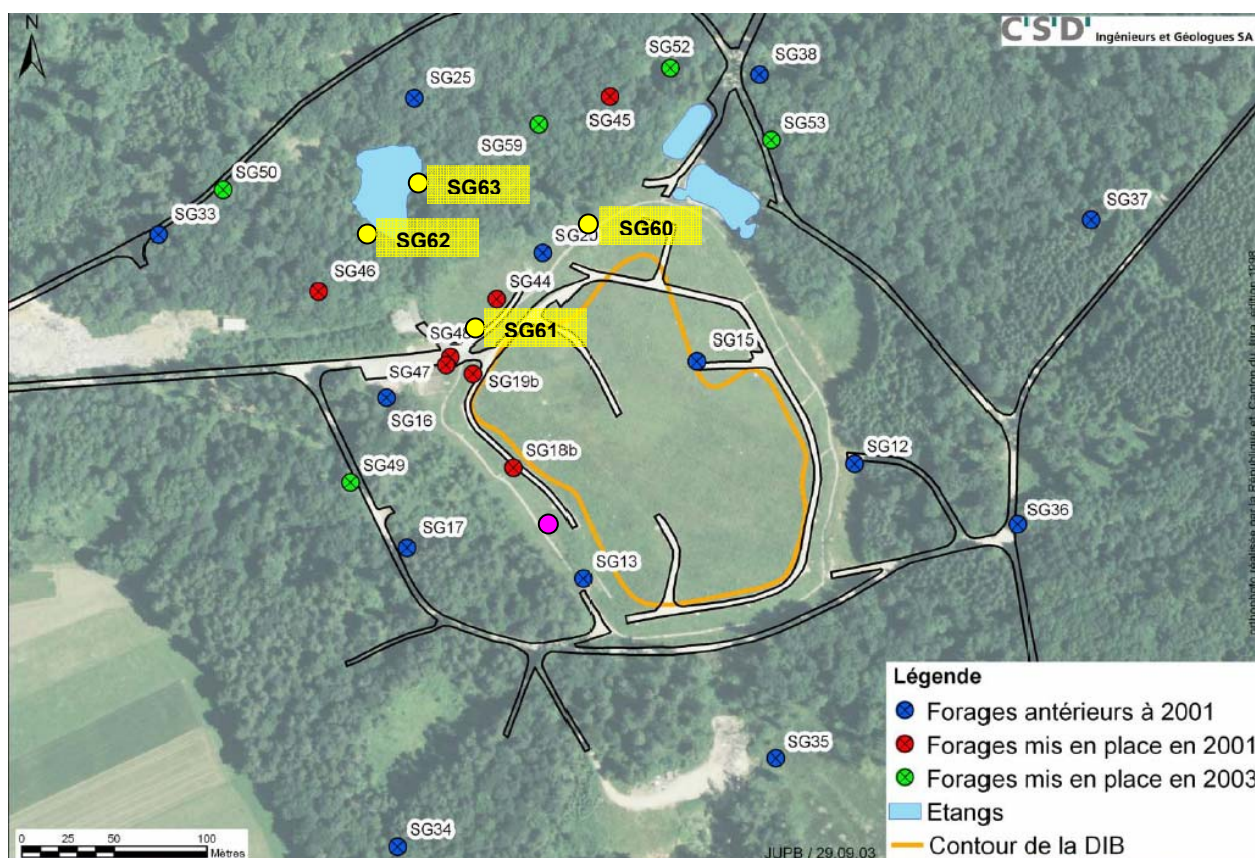 N
C'S'D' Ingénieurs et Géologues SA
SG52
SG38
SG25
SG45
SG59
SG53
SG50
SG63
SG37
SG33
SG62
SG60
SG20
SG46
SG44
SG61
SG48
SG15
SG47
SG19b
SG16
SG12
SG18b
SG49
SG36
SG17
SG13
SG35
SG34
Légende
Forages antérieurs à 2001
Forages mis en place en 2001
Forages mis en place en 2003
Etangs
Contour de la DIB
0 25 50 100
Mètres
JUPB / 29.09.03